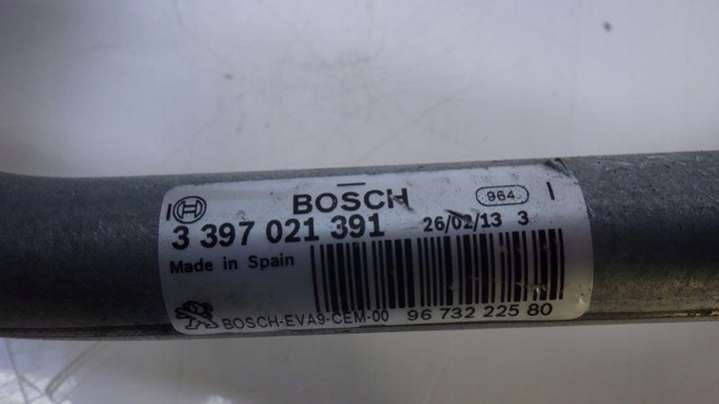 BOSCH
964
3 397 021 391
26/02/13 3
Made in Spain
BOSCH-EVA9-CEM-00
96 732 225 80